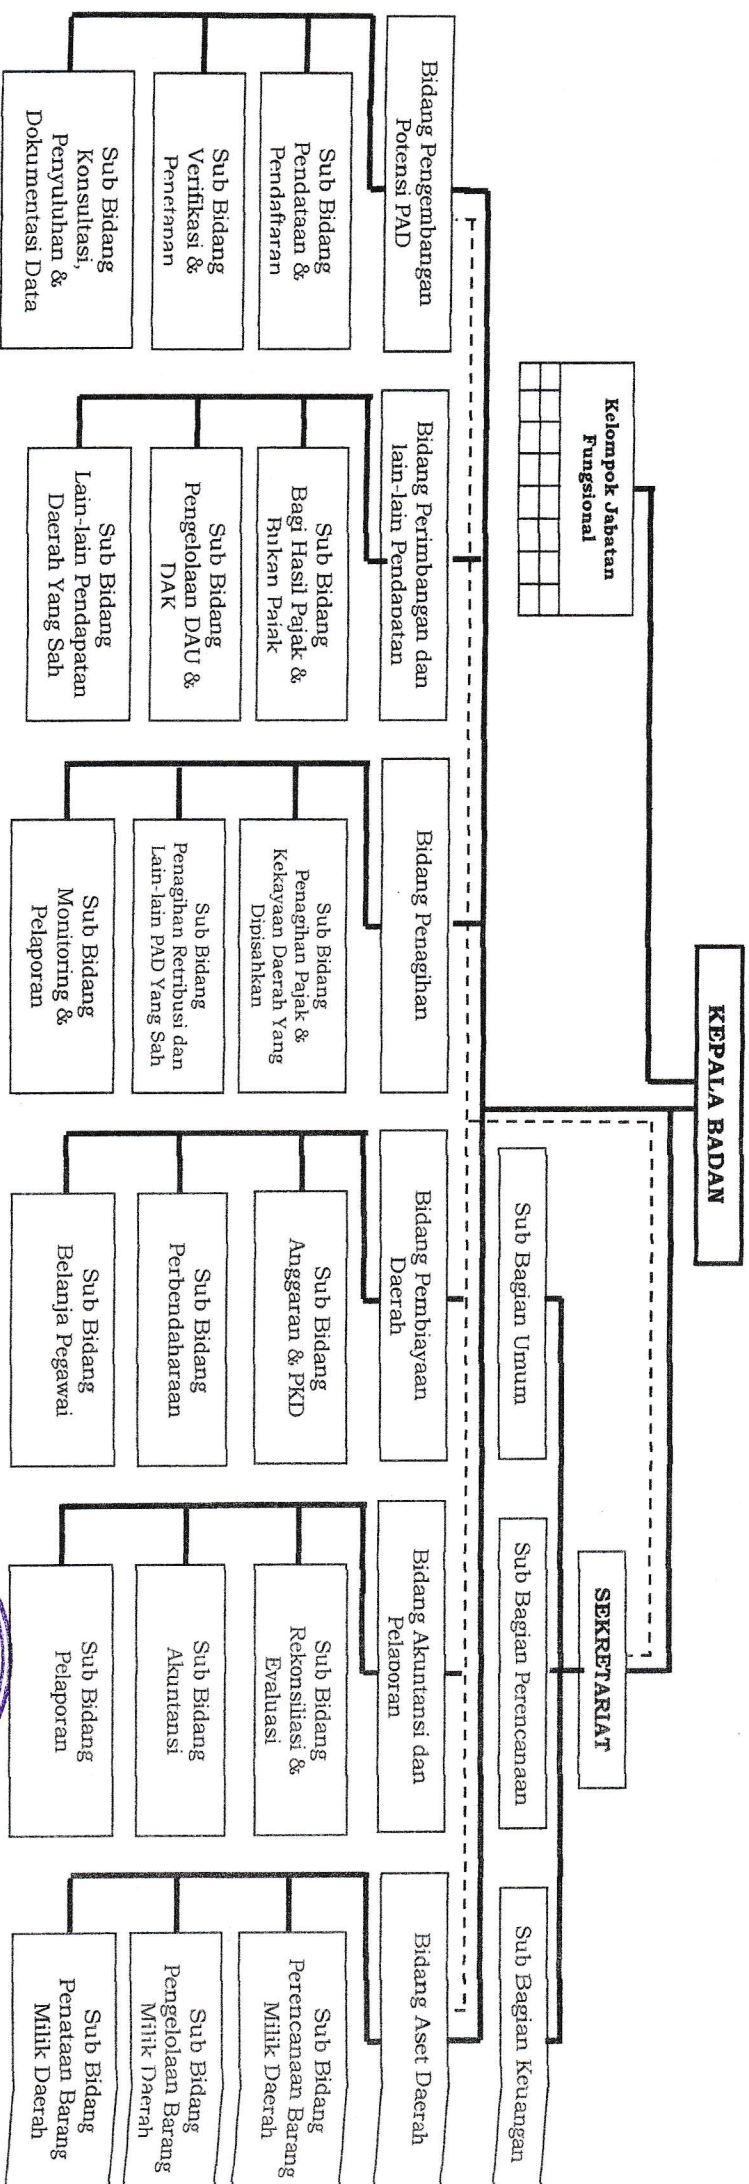 KEPALA BADAN
Kelompok Jabatan
Fungsional
SEKRETARIAT
Sub Bagian Umum
Sub Bagian Perencanaan
Sub Bagian Keuangan
Bidang Pengembangan
Potensi PAD
Sub Bidang
Pendataan &
Pendaftaran
Sub Bidang
Verifikasi &
Penetapan
Sub Bidang
Konsultasi,
Penyuluhan &
Dokumentasi Data
Bidang Perimbangan dan
lain-lain Pendapatan
Sub Bidang
Bagi Hasil Pajak &
Bukan Pajak
Sub Bidang
Pengelolaan DAU &
DAK
Sub Bidang
Lain-lain Pendapatan
Daerah Yang Sah
Bidang Penagihan
Sub Bidang
Penagihan Pajak &
Kekayaan Daerah Yang
Dipisahkan
Sub Bidang
Penagihan Retribusi dan
Lain-lain PAD Yang Sah
Sub Bidang
Monitoring &
Pelaporan
Bidang Pembiayaan
Daerah
Sub Bidang
Anggaran & PKD
Sub Bidang
Perbendaharaan
Sub Bidang
Belanja Pegawai
Bidang Akuntansi dan
Pelaporan
Sub Bidang
Rekonsiliasi &
Evaluasi
Sub Bidang
Akuntansi
Sub Bidang
Pelaporan
Bidang Aset Daerah
Sub Bidang
Perencanaan Barang
Milik Daerah
Sub Bidang
Pengelolaan Barang
Milik Daerah
Sub Bidang
Penataan Barang
Milik Daerah